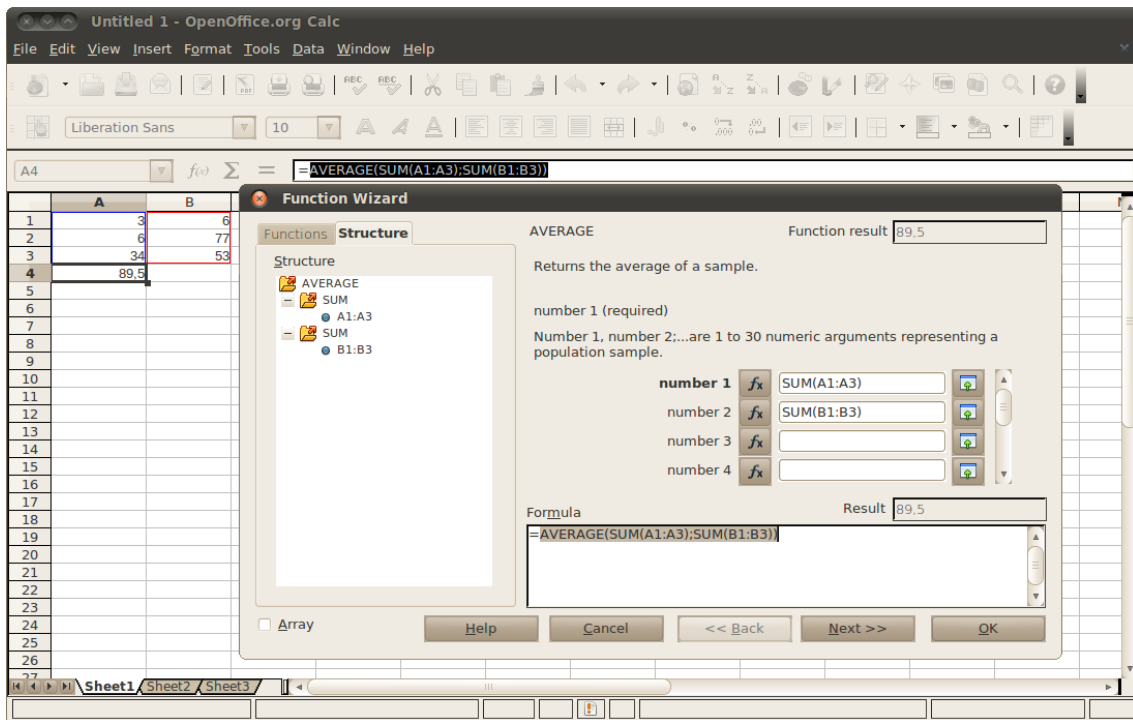 Untitled 1 - OpenOffice.org Calc
File Edit View Insert Format Tools Data Window Help
Liberation Sans 10
A4 f(x) Σ = =AVERAGE(SUM(A1:A3);SUM(B1:B3))
Function Wizard
A B
1 3 6
2 6 77
3 34 53
4 89,5
5
6
7
8
9
10
11
12
13
14
15
16
17
18
19
20
21
22
23
24
25
26
27
Functions Structure
Structure
AVERAGE
SUM
A1:A3
SUM
B1:B3
Array
AVERAGE Function result 89,5
Returns the average of a sample.
number 1 (required)
Number 1, number 2;...are 1 to 30 numeric arguments representing a
population sample.
number 1 fx SUM(A1:A3)
number 2 fx SUM(B1:B3)
number 3 fx
number 4 fx
Formula Result 89,5
=AVERAGE(SUM(A1:A3);SUM(B1:B3))
Help Cancel << Back Next >> OK
Sheet1 Sheet2 Sheet3